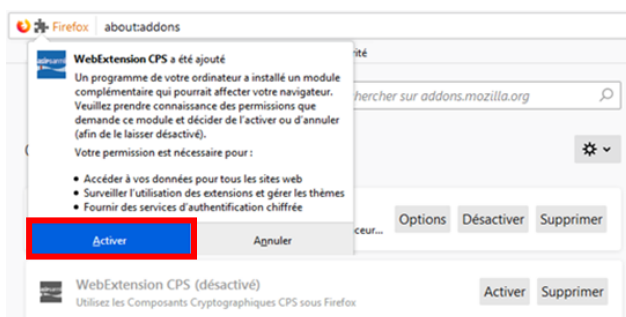 Firefox about:addons
WebExtension CPS a été ajouté
Un programme de votre ordinateur a installé un module
complémentaire qui pourrait affecter votre navigateur.
Veuillez prendre connaissance des permissions que
demande ce module et décider de l'activer ou d'annuler
(afin de le laisser désactivé).
Votre permission est nécessaire pour :
• Accéder à vos données pour tous les sites web
• Surveiller l'utilisation des extensions et gérer les thèmes
• Fournir des services d'authentification chiffrée
Activer Annuler
rité
hercher sur addons.mozilla.org
ceur...
Options Désactiver Supprimer
WebExtension CPS (désactivé)
Utilisez les Composants Cryptographiques CPS sous Firefox
Activer Supprimer